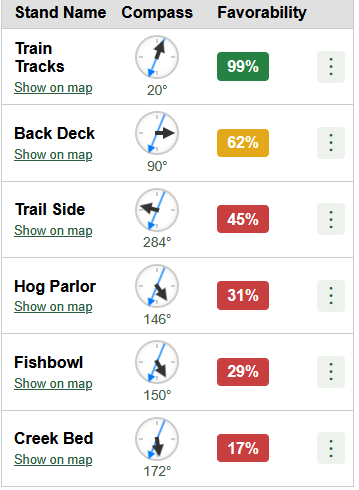 Stand Name Compass Favorability
Train
Tracks
Show on map
20°
99%
Back Deck
Show on map
90°
62%
Trail Side
Show on map
284°
45%
Hog Parlor
Show on map
146°
31%
Fishbowl
Show on map
150°
29%
Creek Bed
Show on map
172°
17%